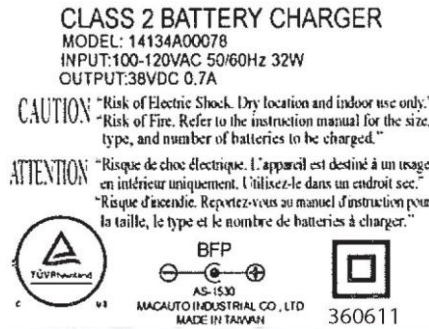 CLASS 2 BATTERY CHARGER
MODEL: 14134A00078
INPUT:100-120VAC 50/60Hz 32W
OUTPUT:38VDC 0.7A
CAUTION "Risk of Electric Shock. Dry location and indoor use only."
"Risk of Fire. Refer to the instruction manual for the size,
type, and number of batteries to be charged."
ATTENTION "Risque de choc électrique. L'appareil est destiné à un usage
en intérieur uniquement. Utilisez-le dans un endroit sec."
"Risque d'incendie. Reportez-vous au manuel d'instruction pour
la taille, le type et le nombre de batteries à charger."
TÜVRheinland
C US
BFP
AS-1530
MACAUTO INDUSTRIAL CO., LTD
MADE IN TAIWAN
360611